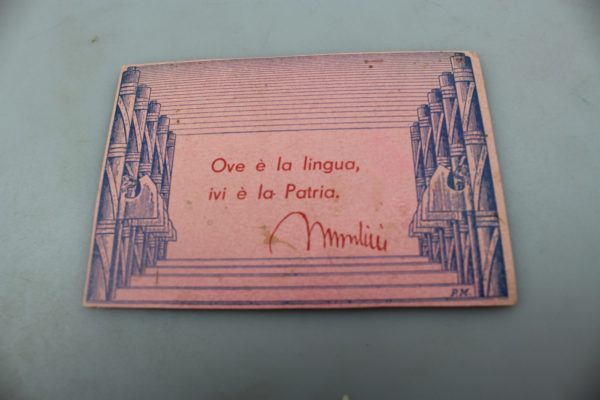 Ove è la lingua,
ivi è la Patria.
Mussolini
P.M.